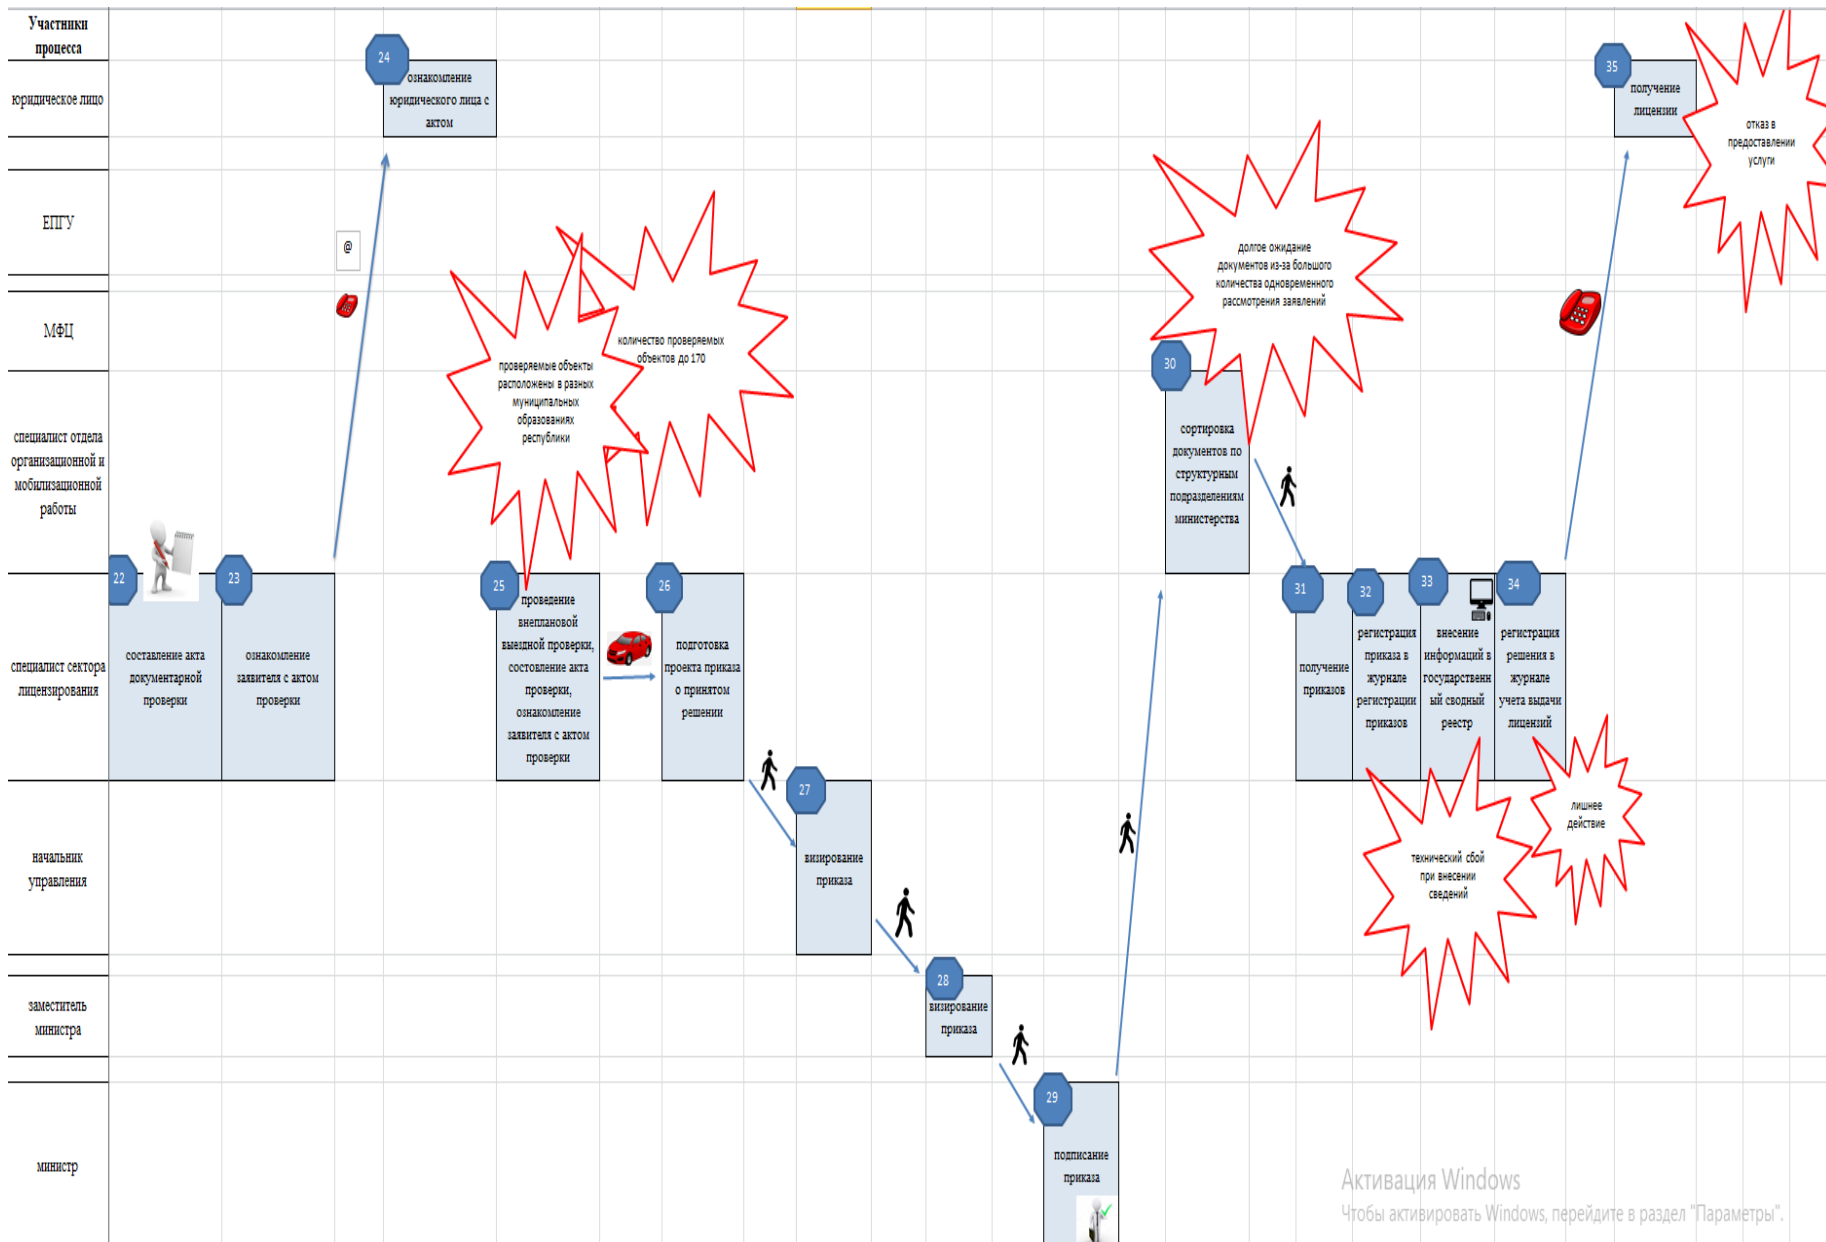 Участники
процесса
юридическое лицо
ЕПГУ
МФЦ
специалист отдела
организационной и
мобилизационной
работы
специалист сектора
лицензирования
начальник
управления
заместитель
министра
министр
22
составление акта
документарной
проверки
23
ознакомление
заявителя с актом
проверки
@
24
ознакомление
юридического лица с
актом
проверяемые объекты
расположены в разных
муниципальных
образованиях
республики
количество проверяемых
объектов до 170
25
проведение
внеплановой
выездной проверки,
состовление акта
проверки,
ознакомление
заявителя с актом
проверки
26
подготовка
проекта приказа
о принятом
решении
27
визирование
приказа
28
визирование
приказа
29
подписание
приказа
долгое ожидание
документов из-за большого
количества одновременного
рассмотрения заявлений
30
сортировка
документов по
структурным
подразделениям
министерства
31
получение
приказов
32
регистрация
приказа в
журнале
регистрации
приказов
33
внесение
информаций в
государственн
ый сводный
реестр
34
регистрация
решения в
журнале
учета выдачи
лицензий
технический сбой
при внесении
сведений
лишнее
действие
35
получение
лицензии
отказ в
предоставлении
услуги
Активация Windows
Чтобы активировать Windows, перейдите в раздел "Параметры".